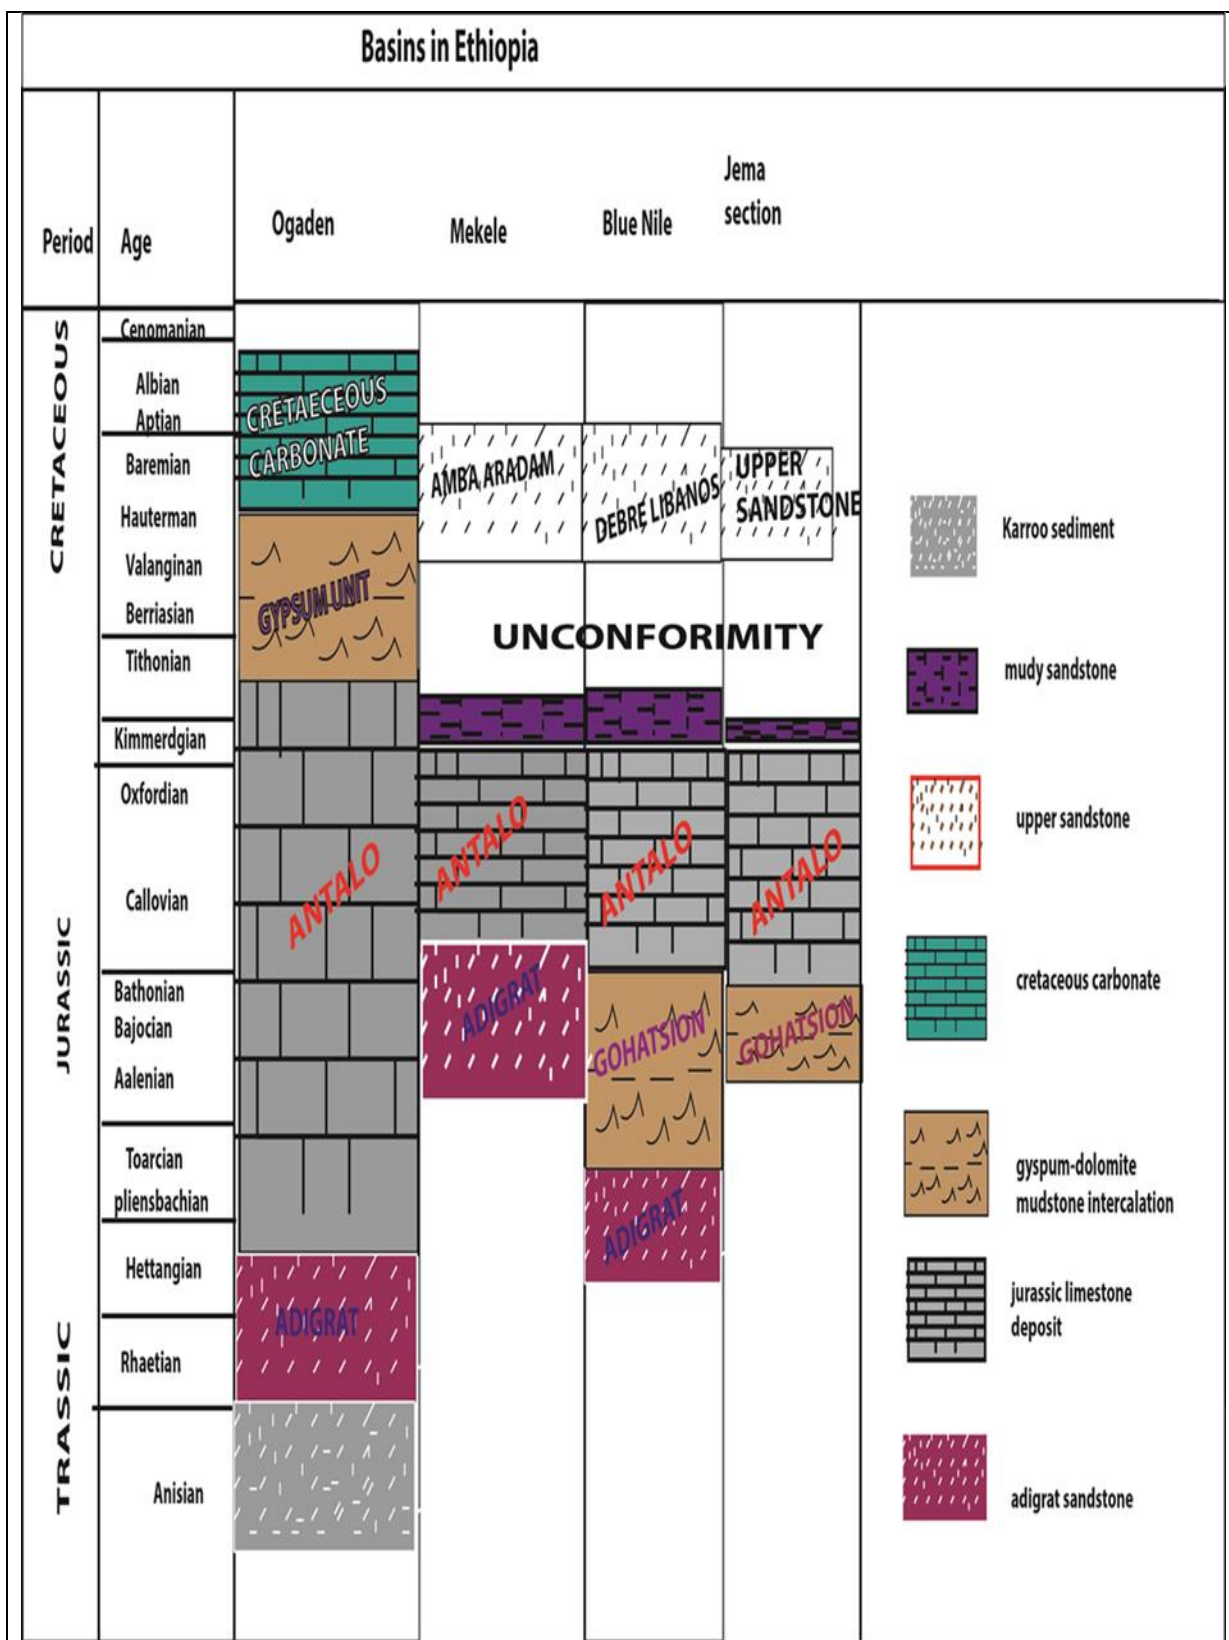 Basins in Ethiopia
Period
Age
Ogaden
Mekele
Blue Nile
Jema
section
CRETACEOUS
JURASSIC
TRASSIC
Cenomanian
Albian
Aptian
Baremian
Hauterman
Valanginan
Berriasian
Tithonian
Kimmerdgian
Oxfordian
Callovian
Bathonian
Bajocian
Aalenian
Toarcian
pliensbachian
Hettangian
Rhaetian
Anisian
CRETAECEOUS
CARBONATE
GYPSUM UNIT
ANTALO
ADIGRAT
AMBA ARADAM
ANTALO
ADIGRAT
DEBRE LIBANOS
ANTALO
GOHATSION
ADIGRAT
UPPER
SANDSTONE
UNCONFORIMITY
ANTALO
GOHATSION
Karroo sediment
mudy sandstone
upper sandstone
cretaceous carbonate
gyspum-dolomite
mudstone intercalation
jurassic limestone
deposit
adigrat sandstone